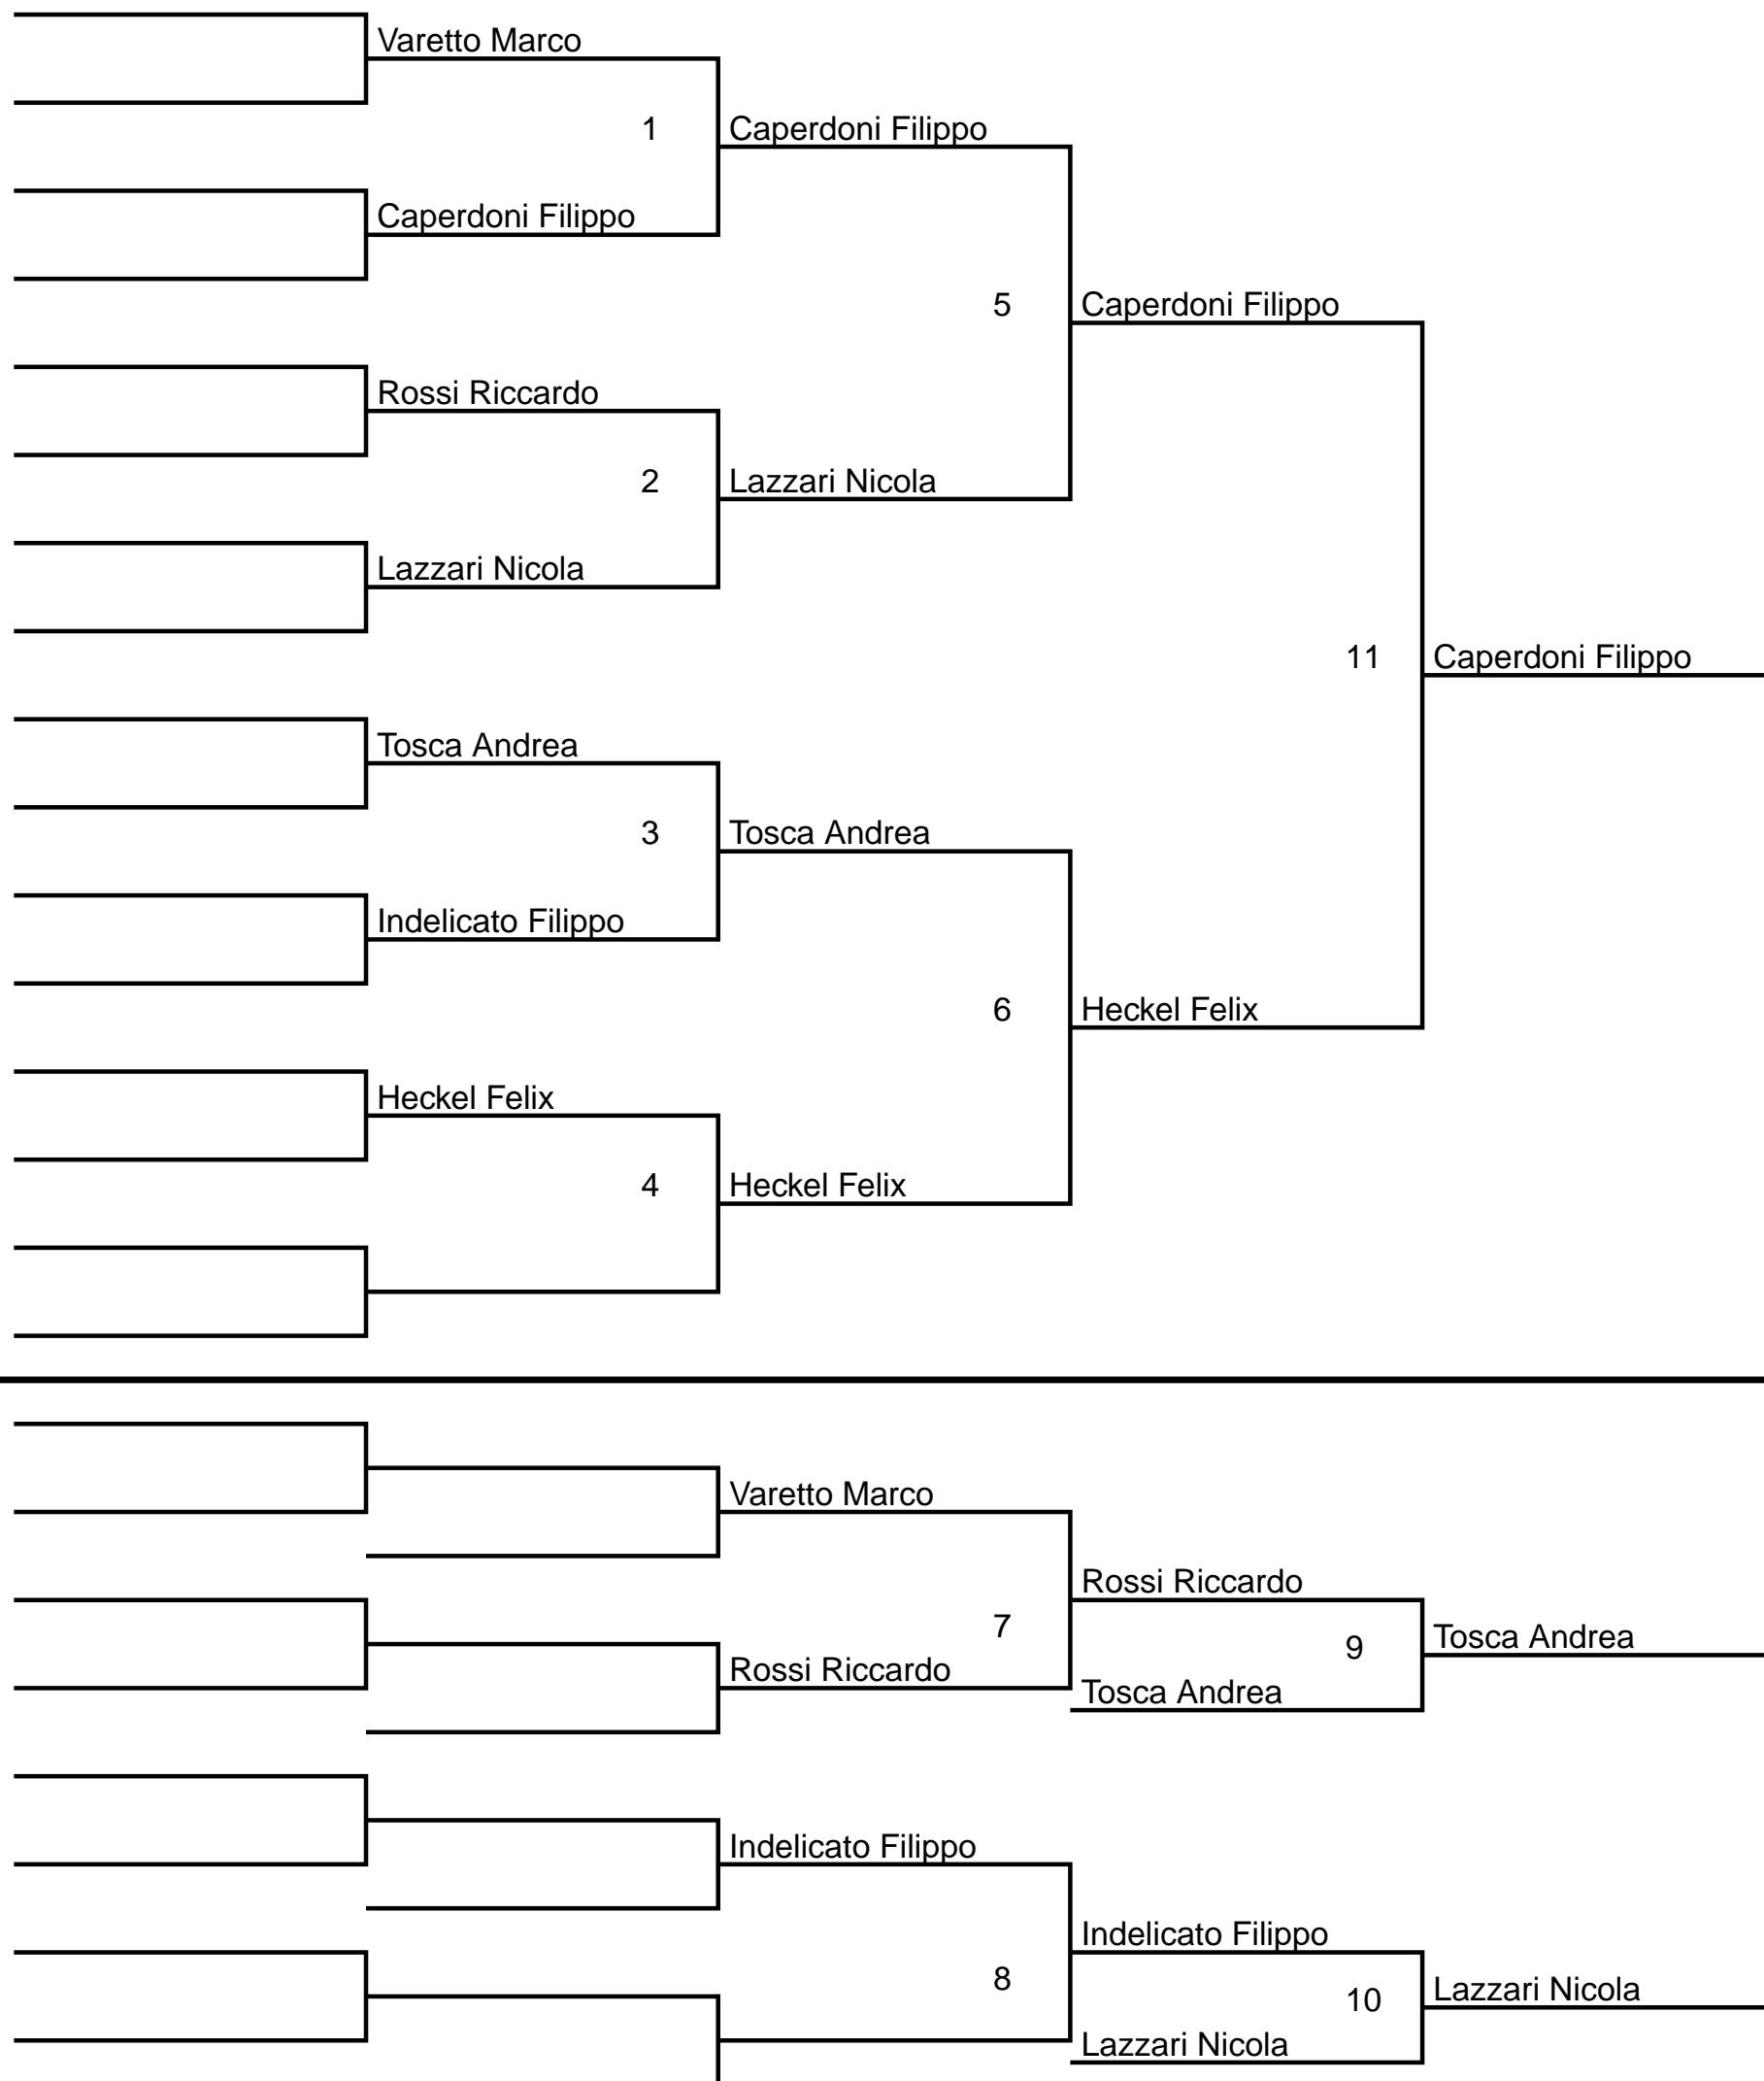 Varetto Marco
1
Caperdoni Filippo
Caperdoni Filippo
5
Caperdoni Filippo
Rossi Riccardo
2
Lazzari Nicola
Lazzari Nicola
11
Caperdoni Filippo
Tosca Andrea
3
Tosca Andrea
Indelicato Filippo
6
Heckel Felix
Heckel Felix
4
Heckel Felix
Varetto Marco
Rossi Riccardo
7
9
Tosca Andrea
Rossi Riccardo
Tosca Andrea
Indelicato Filippo
Indelicato Filippo
8
10
Lazzari Nicola
Lazzari Nicola